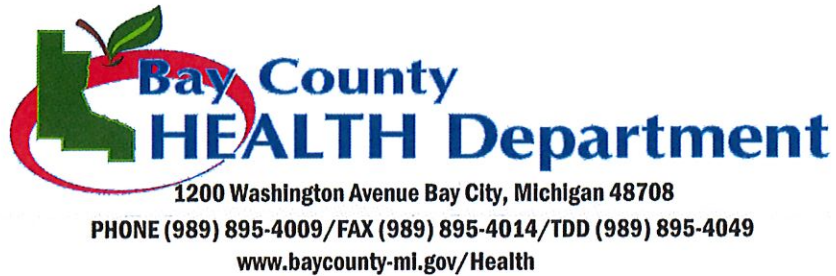 Bay County
HEALTH Department
1200 Washington Avenue Bay City, Michigan 48708
PHONE (989) 895-4009/FAX (989) 895-4014/TDD (989) 895-4049
www.baycounty-mi.gov/Health